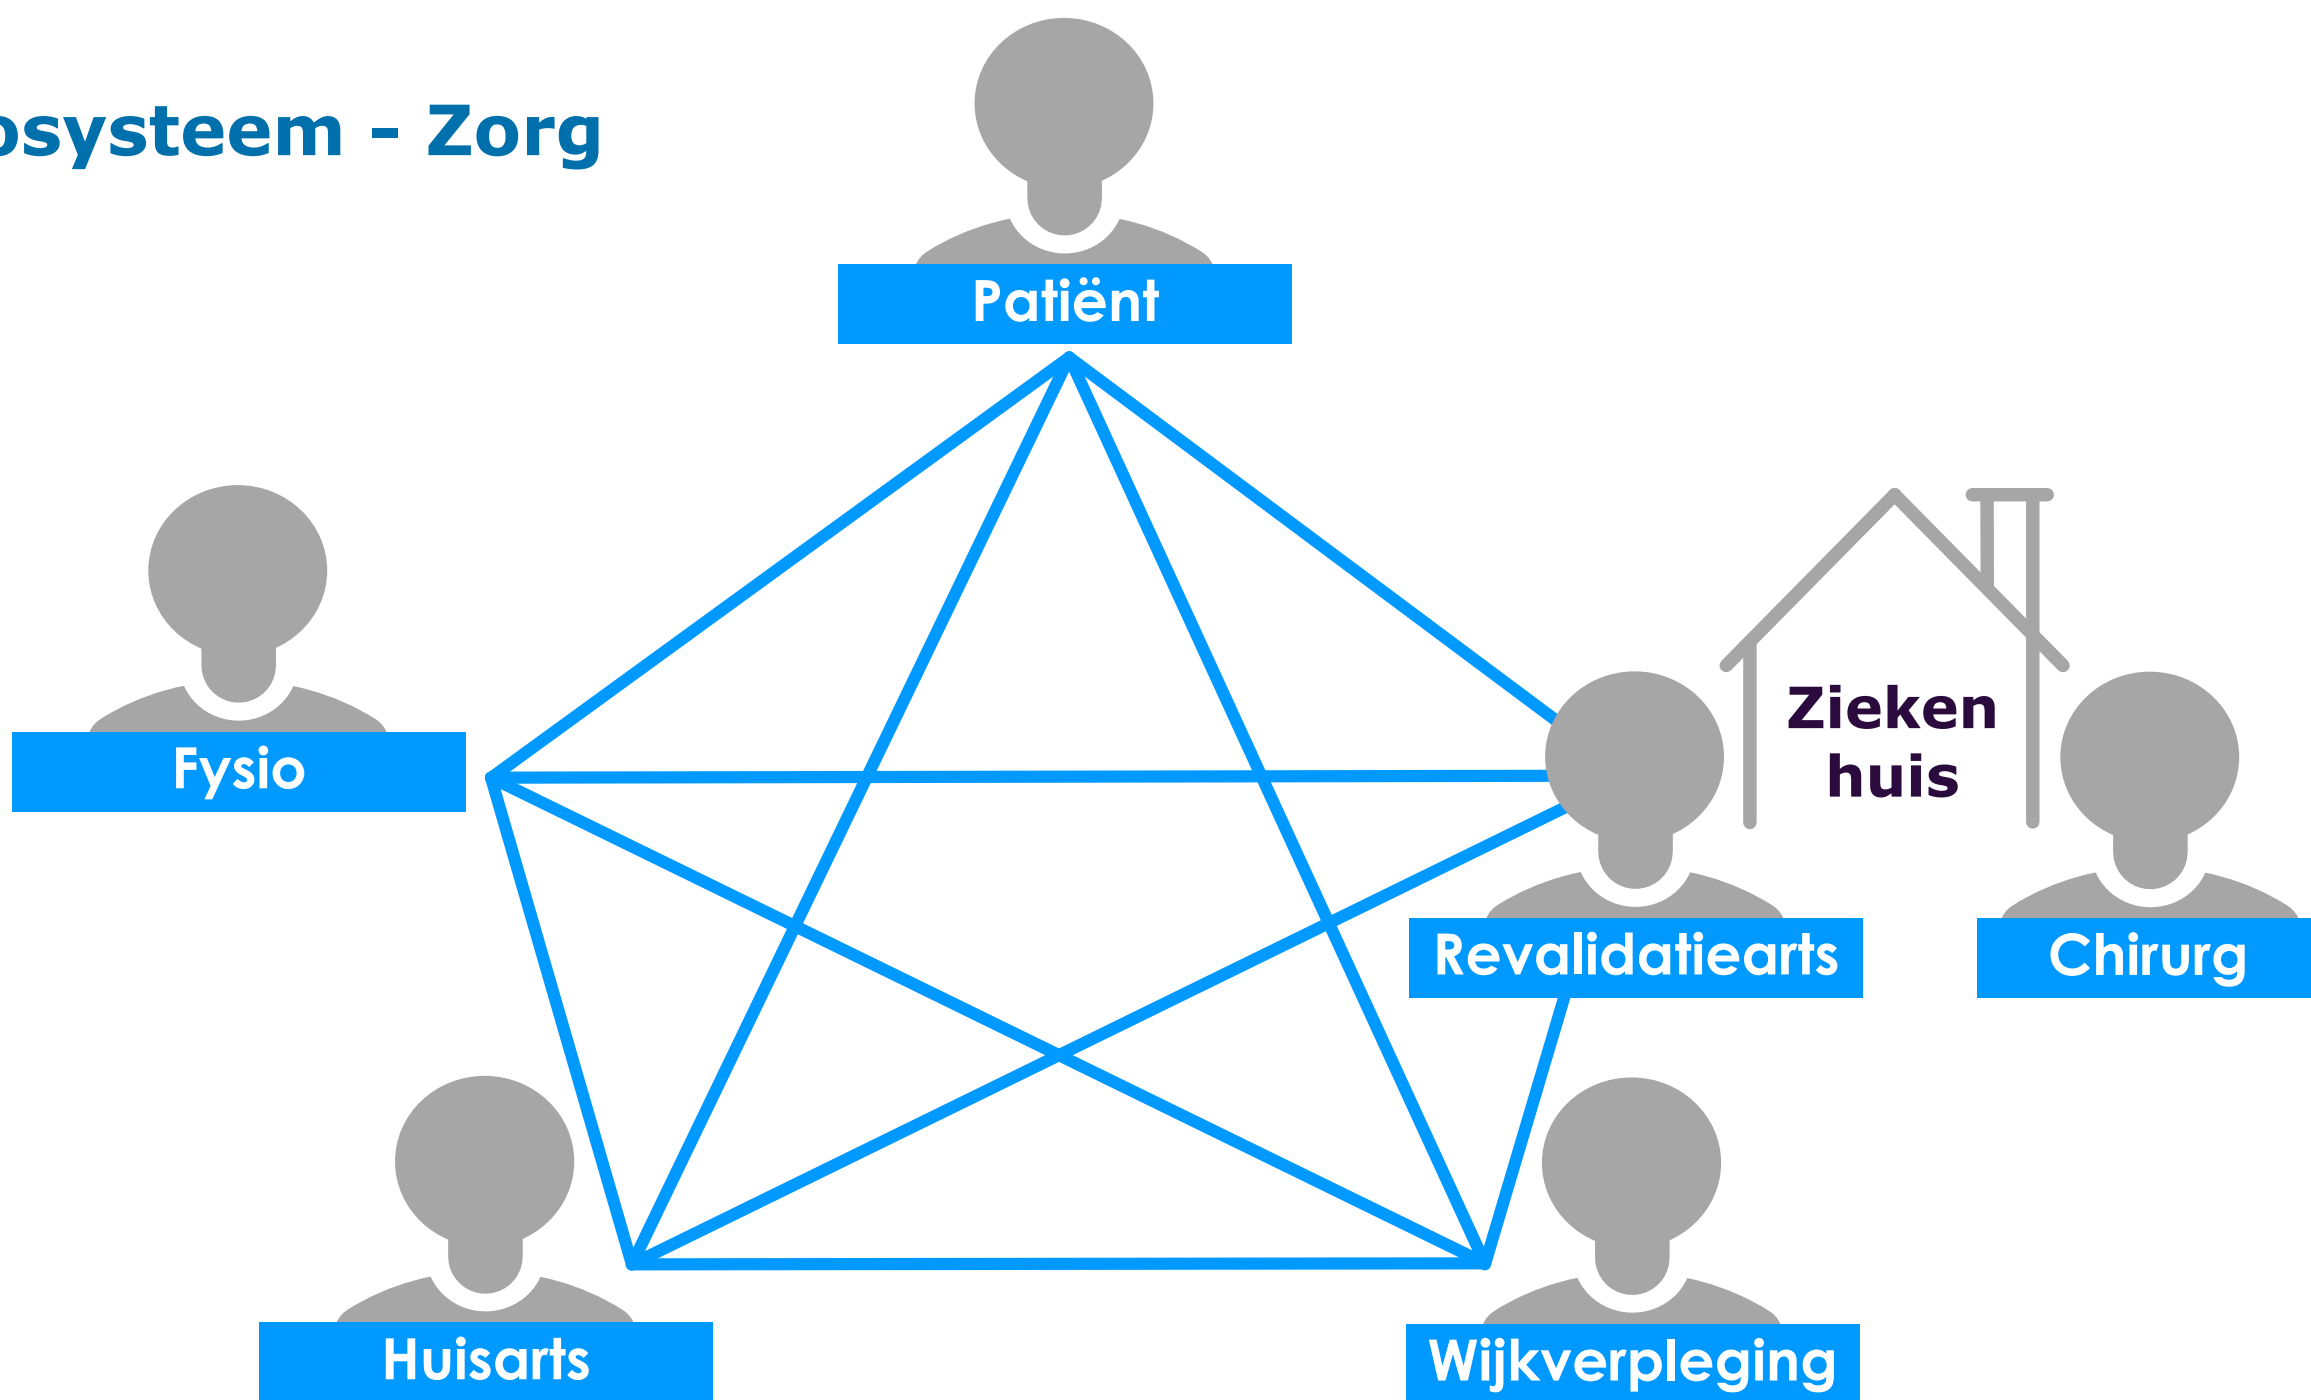 osysteem - Zorg
Patiënt
Fysio
Zieken
huis
Revalidatiearts
Chirurg
Huisarts
Wijkverpleging